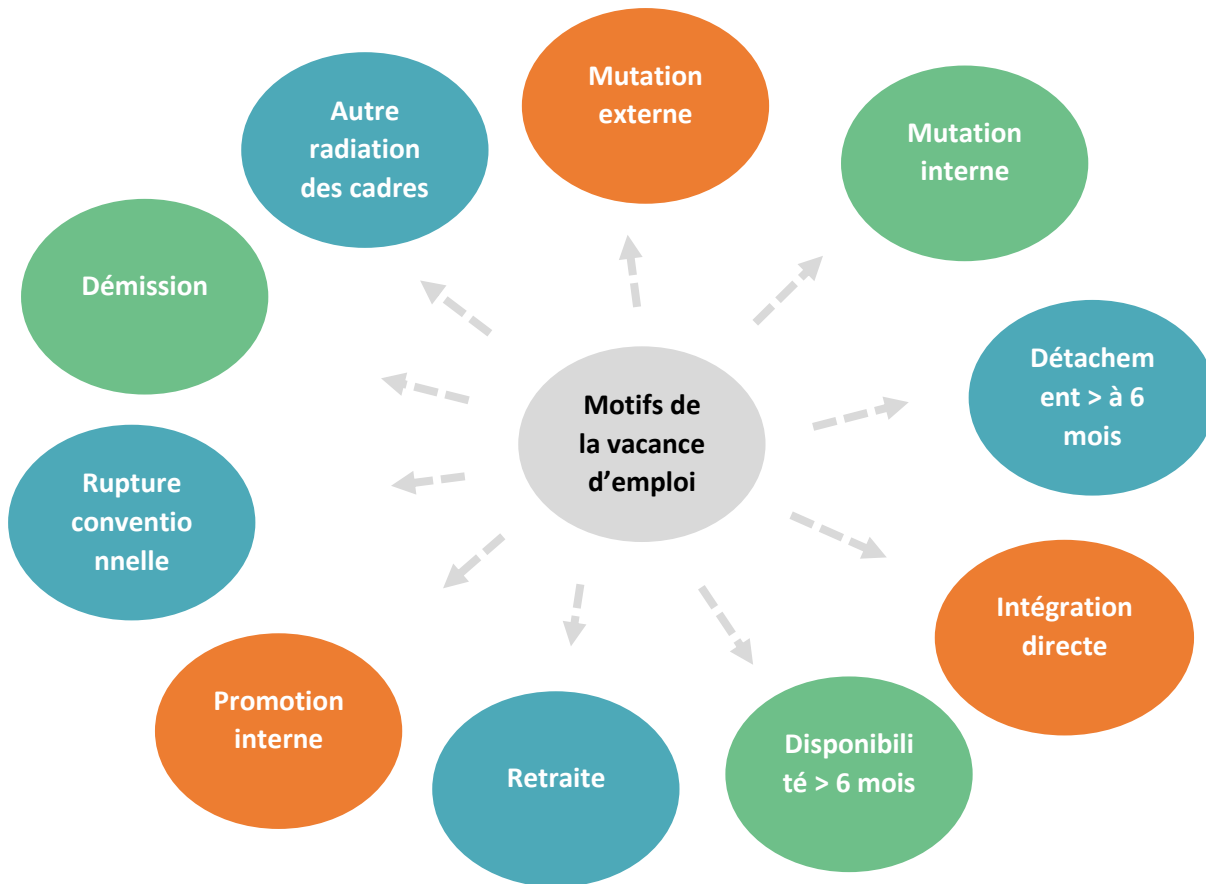 Mutation
externe
Mutation
interne
Détachem
ent > à 6
mois
Intégration
directe
Disponibili
té > 6 mois
Retraite
Promotion
interne
Rupture
conventio
nnelle
Démission
Autre
radiation
des cadres
Motifs de
la vacance
d’emploi